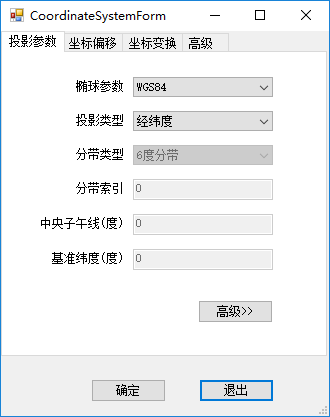 CoordinateSystemForm
投影参数 坐标偏移 坐标变换 高级
椭球参数 WGS84
投影类型 经纬度
分带类型 6度分带
分带索引 0
中央子午线(度) 0
基准纬度(度) 0
高级>>
确定 退出